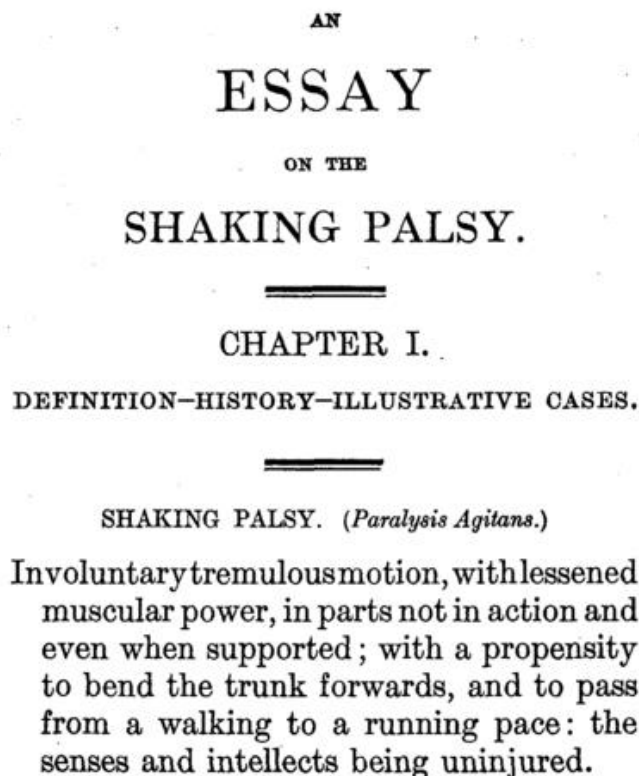 AN
ESSAY
ON THE
SHAKING PALSY.
CHAPTER I.
DEFINITION—HISTORY—ILLUSTRATIVE CASES.
SHAKING PALSY. (Paralysis Agitans.)
Involuntary tremulous motion, with lessened
muscular power, in parts not in action and
even when supported; with a propensity
to bend the trunk forwards, and to pass
from a walking to a running pace: the
senses and intellects being uninjured.